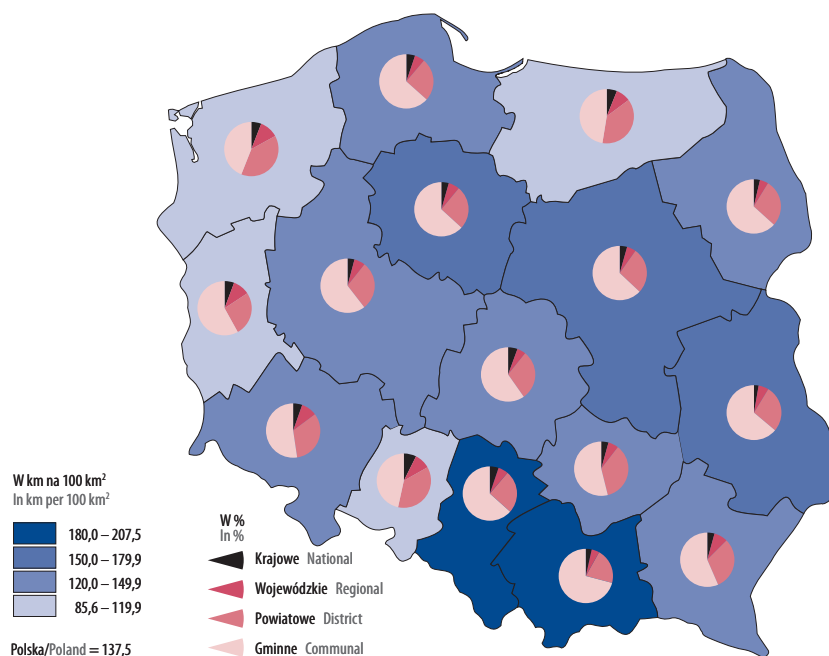 W km na 100 km²
In km per 100 km²
180,0 – 207,5
150,0 – 179,9
120,0 – 149,9
85,6 – 119,9
Polska/Poland = 137,5
W %
In %
Krajowe National
Wojewódzkie Regional
Powiatowe District
Gminne Communal